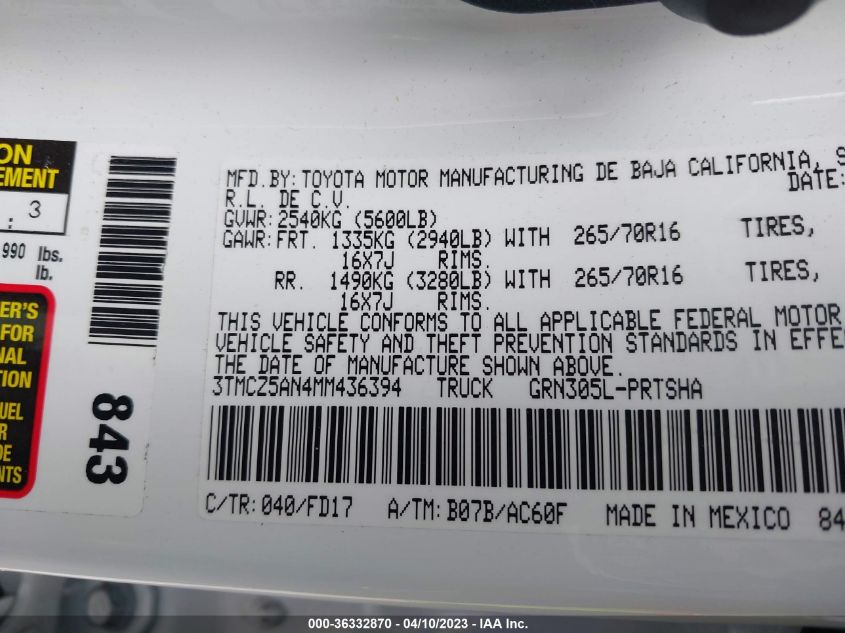 ON
EMENT
: 3
990 lbs.
lb.
ER'S
FOR
NAL
TION
UEL
R
DE
NTS
843
MFD.BY: TOYOTA MOTOR MANUFACTURING DE BAJA CALIFORNIA, S
R.L. DE C.V. DATE:
GVWR: 2540KG (5600LB)
GAWR: FRT. 1335KG (2940LB) WITH 265/70R16 TIRES,
16X7J RIMS.
RR. 1490KG (3280LB) WITH 265/70R16 TIRES,
16X7J RIMS.
THIS VEHICLE CONFORMS TO ALL APPLICABLE FEDERAL MOTOR
VEHICLE SAFETY AND THEFT PREVENTION STANDARDS IN EFFE
THE DATE OF MANUFACTURE SHOWN ABOVE.
3TMCZ5AN4MM436394 TRUCK GRN305L-PRTSHA
C/TR: 040/FD17 A/TM: B07B/AC60F MADE IN MEXICO 84
000-36332870 - 04/10/2023 - IAA Inc.